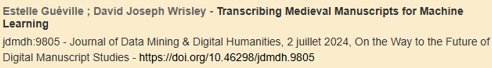 Estelle Guéville ; David Joseph Wrisley - Transcribing Medieval Manuscripts for Machine
Learning
jdmdh:9805 - Journal of Data Mining & Digital Humanities, 2 juillet 2024, On the Way to the Future of
Digital Manuscript Studies - https://doi.org/10.46298/jdmdh.9805